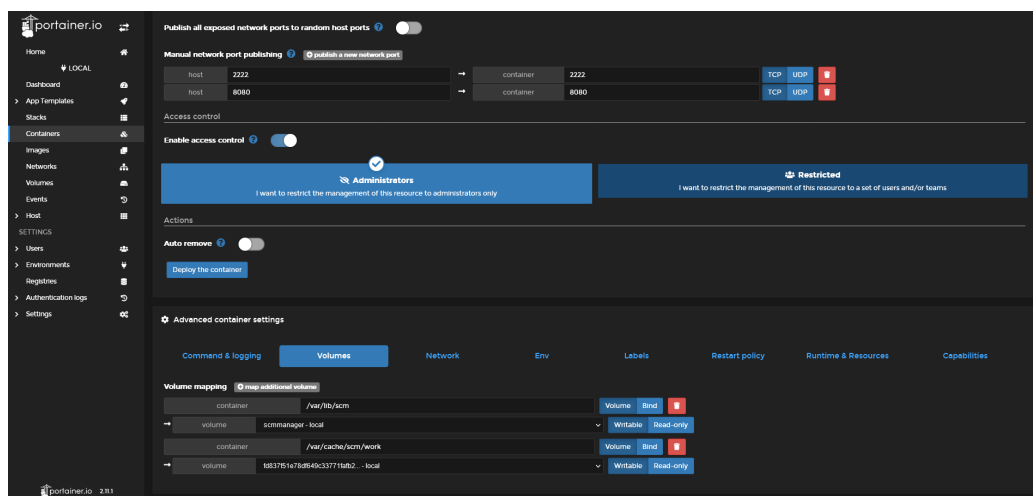 portainer.io
Home
LOCAL
Dashboard
App Templates
Stacks
Containers
Images
Networks
Volumes
Events
Host
SETTINGS
Users
Environments
Registries
Authentication logs
Settings
portainer.io 2.11.1
Publish all exposed network ports to random host ports
Manual network port publishing publish a new network port
host 2222 → container 2222 TCP UDP
host 8080 → container 8080 TCP UDP
Access control
Enable access control
Administrators
I want to restrict the management of this resource to administrators only
Restricted
I want to restrict the management of this resource to a set of users and/or teams
Actions
Auto remove
Deploy the container
Advanced container settings
Command & logging Volumes Network Env Labels Restart policy Runtime & Resources Capabilities
Volume mapping map additional volume
container /var/lib/scm Volume Bind
→ volume scmmanager - local Writable Read-only
container /var/cache/scm/work Volume Bind
→ volume fd837f51e78df649c33771fafb2... - local Writable Read-only